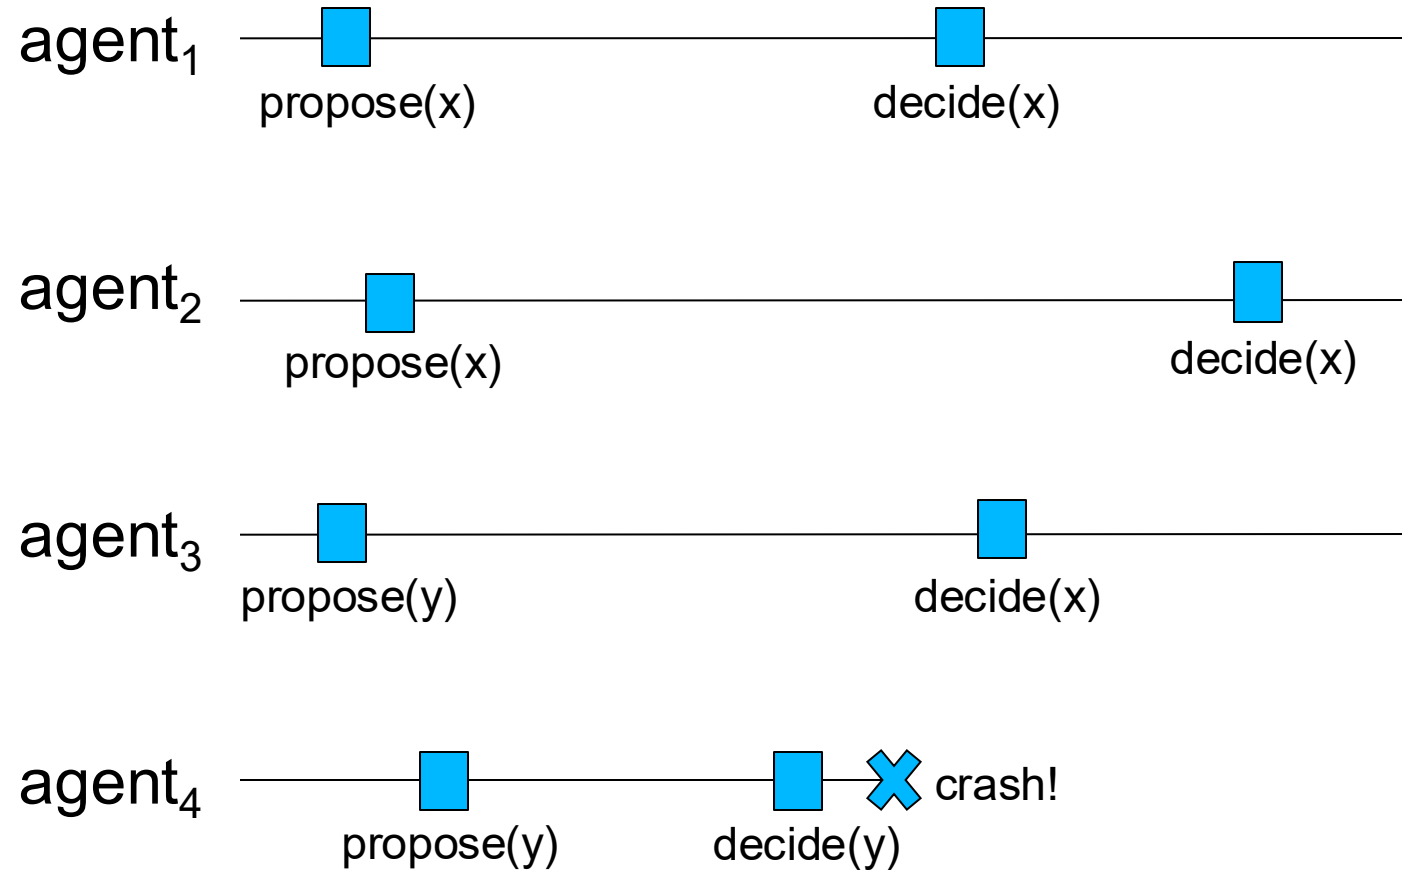 agent₁
propose(x) decide(x)
agent₂
propose(x) decide(x)
agent₃
propose(y) decide(x)
agent₄ crash!
propose(y) decide(y)